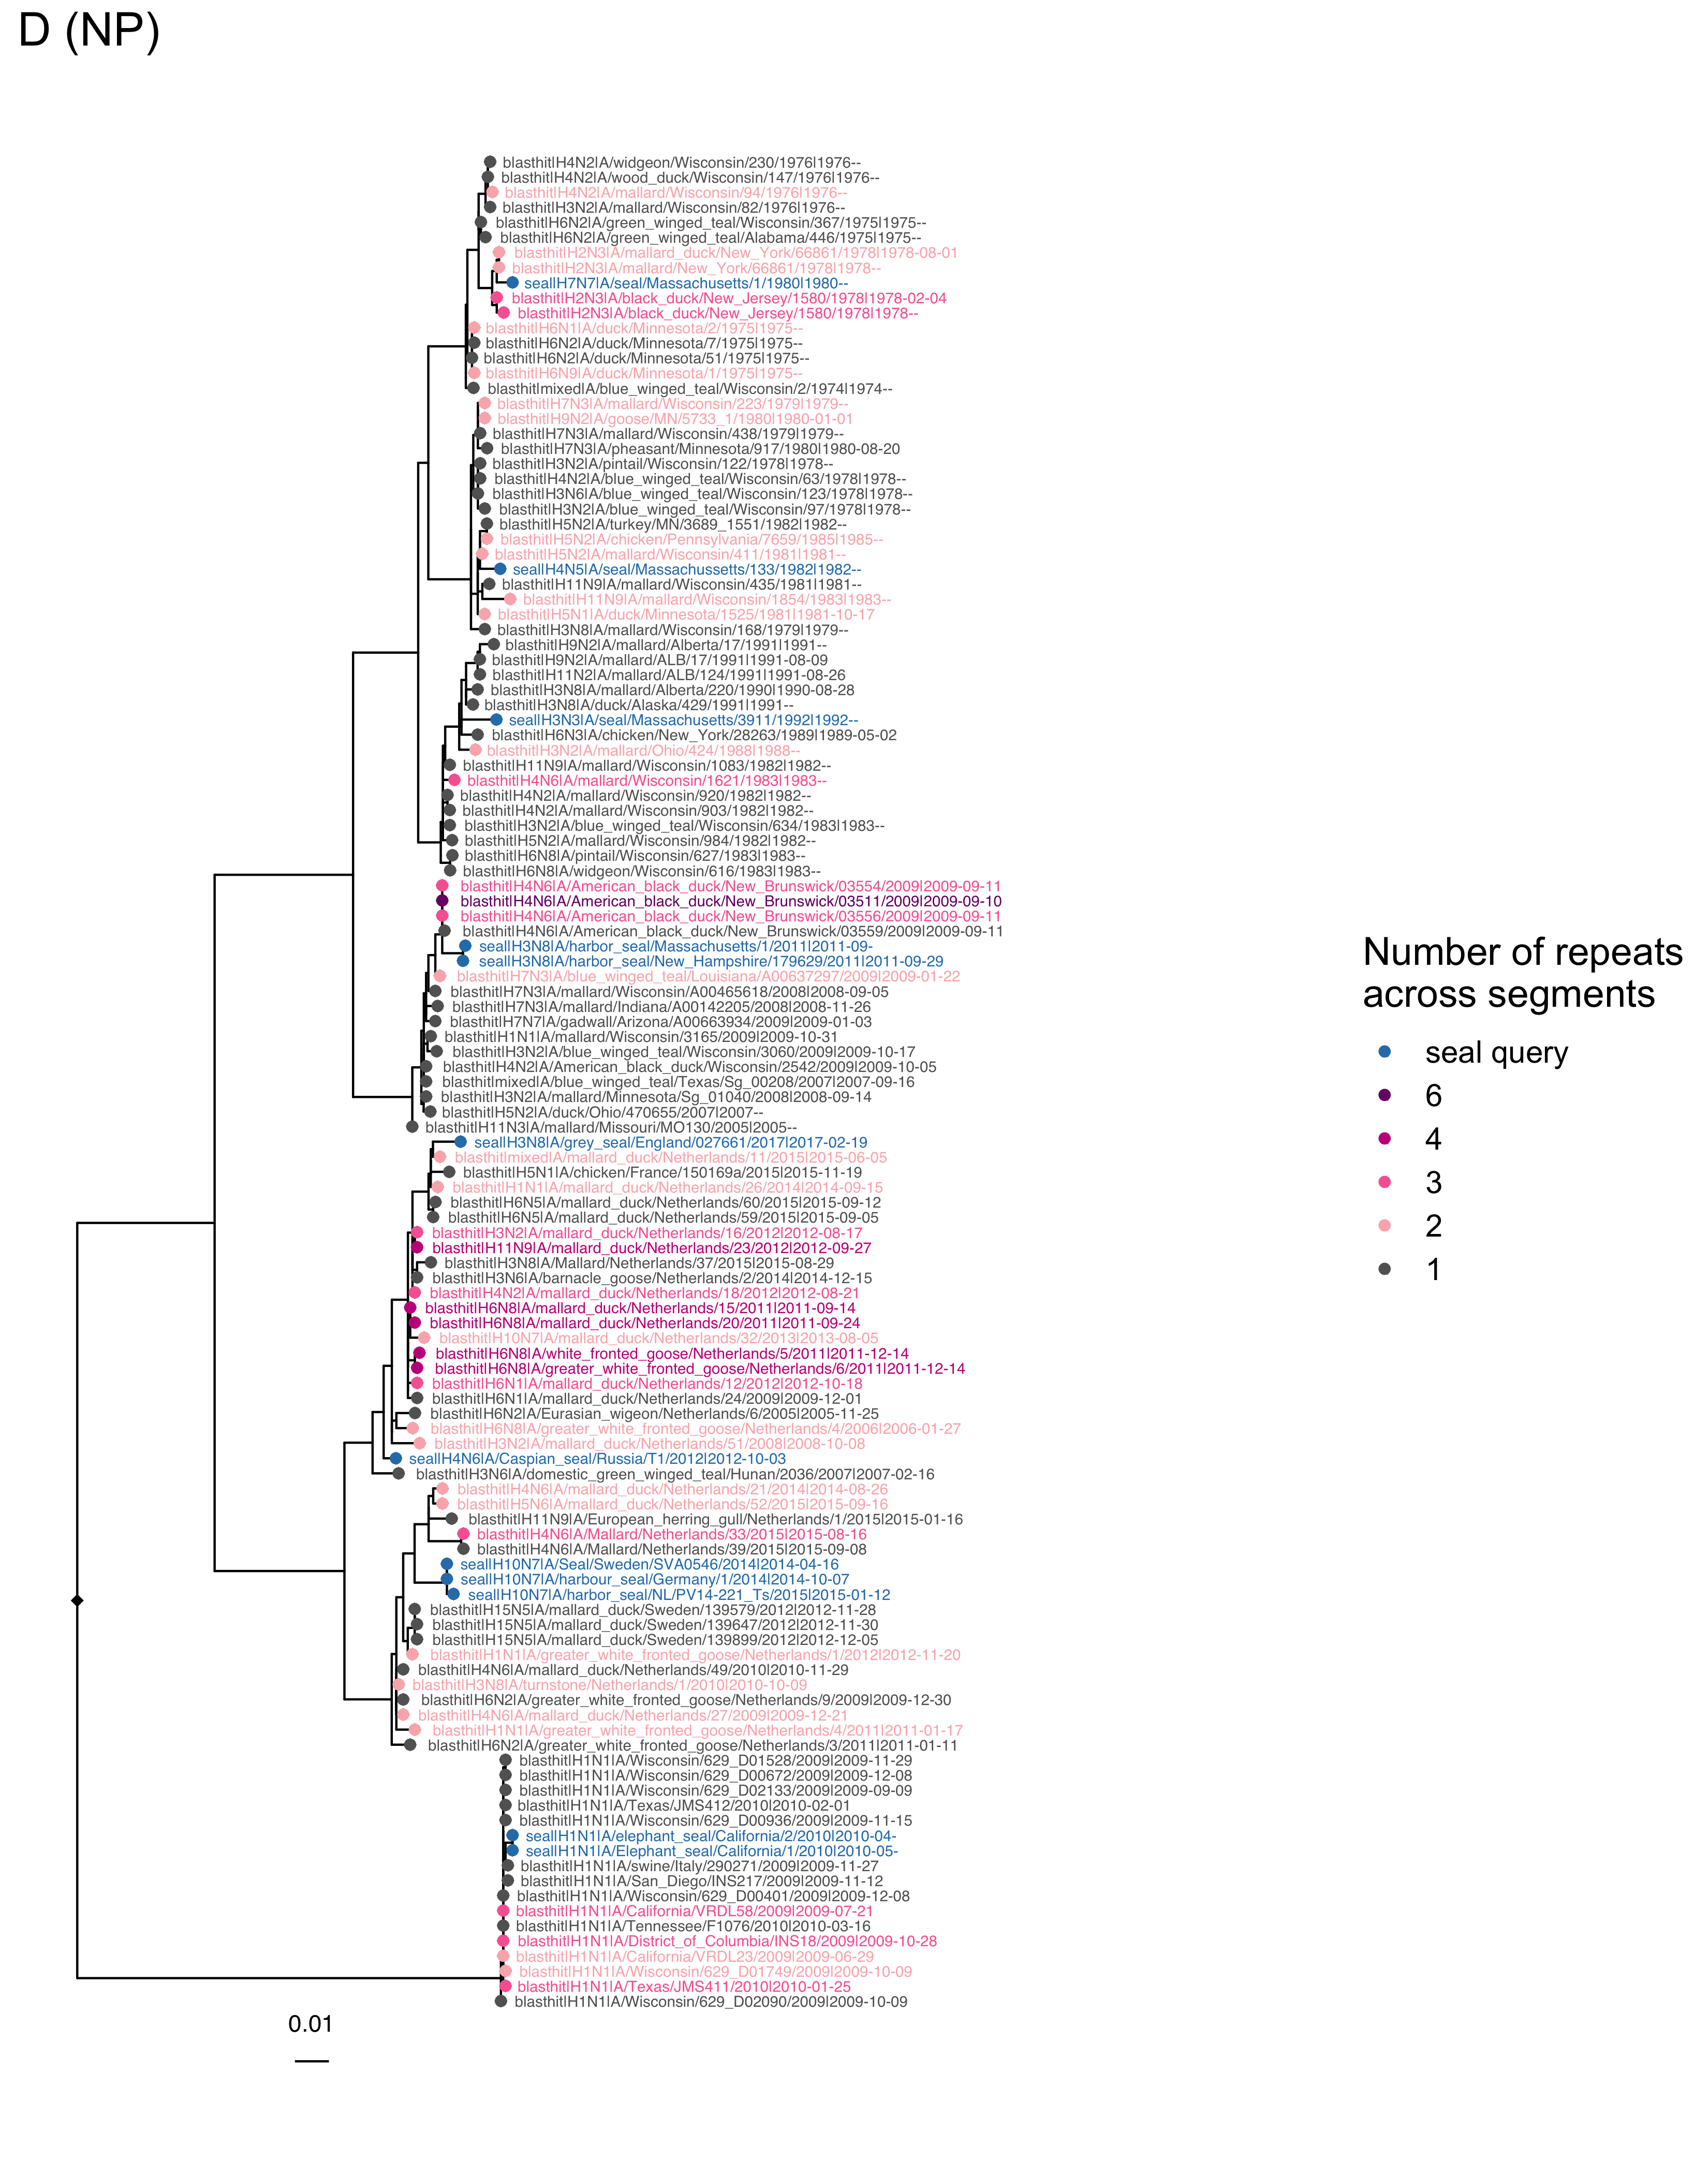 D (NP)
blasthit|H4N2|A/widgeon/Wisconsin/230/1976|1976--
blasthit|H4N2|A/wood_duck/Wisconsin/147/1976|1976--
blasthit|H4N2|A/mallard/Wisconsin/94/1976|1976--
blasthit|H3N2|A/mallard/Wisconsin/82/1976|1976--
blasthit|H6N2|A/green_winged_teal/Wisconsin/367/1975|1975--
blasthit|H6N2|A/green_winged_teal/Alabama/446/1975|1975--
blasthit|H2N3|A/mallard_duck/New_York/66861/1978|1978-08-01
blasthit|H2N3|A/mallard/New_York/66861/1978|1978--
seal|H7N7|A/seal/Massachusetts/1/1980|1980--
blasthit|H2N3|A/black_duck/New_Jersey/1580/1978|1978-02-04
blasthit|H2N3|A/black_duck/New_Jersey/1580/1978|1978--
blasthit|H6N1|A/duck/Minnesota/2/1975|1975--
blasthit|H6N2|A/duck/Minnesota/7/1975|1975--
blasthit|H6N2|A/duck/Minnesota/51/1975|1975--
blasthit|H6N9|A/duck/Minnesota/1/1975|1975--
blasthit|mixed|A/blue_winged_teal/Wisconsin/2/1974|1974--
blasthit|H7N3|A/mallard/Wisconsin/223/1979|1979--
blasthit|H9N2|A/goose/MN/5733_1/1980|1980-01-01
blasthit|H7N3|A/mallard/Wisconsin/438/1979|1979--
blasthit|H7N3|A/pheasant/Minnesota/917/1980|1980-08-20
blasthit|H3N2|A/pintail/Wisconsin/122/1978|1978--
blasthit|H4N2|A/blue_winged_teal/Wisconsin/63/1978|1978--
blasthit|H3N6|A/blue_winged_teal/Wisconsin/123/1978|1978--
blasthit|H3N2|A/blue_winged_teal/Wisconsin/97/1978|1978--
blasthit|H5N2|A/turkey/MN/3689_1551/1982|1982--
blasthit|H5N2|A/chicken/Pennsylvania/7659/1985|1985--
blasthit|H5N2|A/mallard/Wisconsin/411/1981|1981--
seal|H4N5|A/seal/Massachussetts/133/1982|1982--
blasthit|H11N9|A/mallard/Wisconsin/435/1981|1981--
blasthit|H11N9|A/mallard/Wisconsin/1854/1983|1983--
blasthit|H5N1|A/duck/Minnesota/1525/1981|1981-10-17
blasthit|H3N8|A/mallard/Wisconsin/168/1979|1979--
blasthit|H9N2|A/mallard/Alberta/17/1991|1991--
blasthit|H9N2|A/mallard/ALB/17/1991|1991-08-09
blasthit|H11N2|A/mallard/ALB/124/1991|1991-08-26
blasthit|H3N8|A/mallard/Alberta/220/1990|1990-08-28
blasthit|H3N8|A/duck/Alaska/429/1991|1991--
seal|H3N3|A/seal/Massachusetts/3911/1992|1992--
blasthit|H6N3|A/chicken/New_York/28263/1989|1989-05-02
blasthit|H3N2|A/mallard/Ohio/424/1988|1988--
blasthit|H11N9|A/mallard/Wisconsin/1083/1982|1982--
blasthit|H4N6|A/mallard/Wisconsin/1621/1983|1983--
blasthit|H4N2|A/mallard/Wisconsin/920/1982|1982--
blasthit|H4N2|A/mallard/Wisconsin/903/1982|1982--
blasthit|H3N2|A/blue_winged_teal/Wisconsin/634/1983|1983--
blasthit|H5N2|A/mallard/Wisconsin/984/1982|1982--
blasthit|H6N8|A/pintail/Wisconsin/627/1983|1983--
blasthit|H6N8|A/widgeon/Wisconsin/616/1983|1983--
blasthit|H4N6|A/American_black_duck/New_Brunswick/03554/2009|2009-09-11
blasthit|H4N6|A/American_black_duck/New_Brunswick/03511/2009|2009-09-10
blasthit|H4N6|A/American_black_duck/New_Brunswick/03556/2009|2009-09-11
blasthit|H4N6|A/American_black_duck/New_Brunswick/03559/2009|2009-09-11
seal|H3N8|A/harbor_seal/Massachusetts/1/2011|2011-09-
seal|H3N8|A/harbor_seal/New_Hampshire/179629/2011|2011-09-29
blasthit|H7N3|A/blue_winged_teal/Louisiana/A00637297/2009|2009-01-22
blasthit|H7N3|A/mallard/Wisconsin/A00465618/2008|2008-09-05
blasthit|H7N3|A/mallard/Indiana/A00142205/2008|2008-11-26
blasthit|H7N7|A/gadwall/Arizona/A00663934/2009|2009-01-03
blasthit|H1N1|A/mallard/Wisconsin/3165/2009|2009-10-31
blasthit|H3N2|A/blue_winged_teal/Wisconsin/3060/2009|2009-10-17
blasthit|H4N2|A/American_black_duck/Wisconsin/2542/2009|2009-10-05
blasthit|mixed|A/blue_winged_teal/Texas/Sg_00208/2007|2007-09-16
blasthit|H3N2|A/mallard/Minnesota/Sg_01040/2008|2008-09-14
blasthit|H5N2|A/duck/Ohio/470655/2007|2007--
blasthit|H11N3|A/mallard/Missouri/MO130/2005|2005--
seal|H3N8|A/grey_seal/England/027661/2017|2017-02-19
blasthit|mixed|A/mallard_duck/Netherlands/11/2015|2015-06-05
blasthit|H5N1|A/chicken/France/150169a/2015|2015-11-19
blasthit|H1N1|A/mallard_duck/Netherlands/26/2014|2014-09-15
blasthit|H6N5|A/mallard_duck/Netherlands/60/2015|2015-09-12
blasthit|H6N5|A/mallard_duck/Netherlands/59/2015|2015-09-05
blasthit|H3N2|A/mallard_duck/Netherlands/16/2012|2012-08-17
blasthit|H11N9|A/mallard_duck/Netherlands/23/2012|2012-09-27
blasthit|H3N8|A/Mallard/Netherlands/37/2015|2015-08-29
blasthit|H3N6|A/barnacle_goose/Netherlands/2/2014|2014-12-15
blasthit|H4N2|A/mallard_duck/Netherlands/18/2012|2012-08-21
blasthit|H6N8|A/mallard_duck/Netherlands/15/2011|2011-09-14
blasthit|H6N8|A/mallard_duck/Netherlands/20/2011|2011-09-24
blasthit|H10N7|A/mallard_duck/Netherlands/32/2013|2013-08-05
blasthit|H6N8|A/white_fronted_goose/Netherlands/5/2011|2011-12-14
blasthit|H6N8|A/greater_white_fronted_goose/Netherlands/6/2011|2011-12-14
blasthit|H6N1|A/mallard_duck/Netherlands/12/2012|2012-10-18
blasthit|H6N1|A/mallard_duck/Netherlands/24/2009|2009-12-01
blasthit|H6N2|A/Eurasian_wigeon/Netherlands/6/2005|2005-11-25
blasthit|H6N8|A/greater_white_fronted_goose/Netherlands/4/2006|2006-01-27
blasthit|H3N2|A/mallard_duck/Netherlands/51/2008|2008-10-08
seal|H4N6|A/Caspian_seal/Russia/T1/2012|2012-10-03
blasthit|H3N6|A/domestic_green_winged_teal/Hunan/2036/2007|2007-02-16
blasthit|H4N6|A/mallard_duck/Netherlands/21/2014|2014-08-26
blasthit|H5N6|A/mallard_duck/Netherlands/52/2015|2015-09-16
blasthit|H11N9|A/European_herring_gull/Netherlands/1/2015|2015-01-16
blasthit|H4N6|A/Mallard/Netherlands/33/2015|2015-08-16
blasthit|H4N6|A/Mallard/Netherlands/39/2015|2015-09-08
seal|H10N7|A/Seal/Sweden/SVA0546/2014|2014-04-16
seal|H10N7|A/harbour_seal/Germany/1/2014|2014-10-07
seal|H10N7|A/harbor_seal/NL/PV14-221_Ts/2015|2015-01-12
blasthit|H15N5|A/mallard_duck/Sweden/139579/2012|2012-11-28
blasthit|H15N5|A/mallard_duck/Sweden/139647/2012|2012-11-30
blasthit|H15N5|A/mallard_duck/Sweden/139899/2012|2012-12-05
blasthit|H1N1|A/greater_white_fronted_goose/Netherlands/1/2012|2012-11-20
blasthit|H4N6|A/mallard_duck/Netherlands/49/2010|2010-11-29
blasthit|H3N8|A/turnstone/Netherlands/1/2010|2010-10-09
blasthit|H6N2|A/greater_white_fronted_goose/Netherlands/9/2009|2009-12-30
blasthit|H4N6|A/mallard_duck/Netherlands/27/2009|2009-12-21
blasthit|H1N1|A/greater_white_fronted_goose/Netherlands/4/2011|2011-01-17
blasthit|H6N2|A/greater_white_fronted_goose/Netherlands/3/2011|2011-01-11
blasthit|H1N1|A/Wisconsin/629_D01528/2009|2009-11-29
blasthit|H1N1|A/Wisconsin/629_D00672/2009|2009-12-08
blasthit|H1N1|A/Wisconsin/629_D02133/2009|2009-09-09
blasthit|H1N1|A/Texas/JMS412/2010|2010-02-01
blasthit|H1N1|A/Wisconsin/629_D00936/2009|2009-11-15
seal|H1N1|A/elephant_seal/California/2/2010|2010-04-
seal|H1N1|A/Elephant_seal/California/1/2010|2010-05-
blasthit|H1N1|A/swine/Italy/290271/2009|2009-11-27
blasthit|H1N1|A/San_Diego/INS217/2009|2009-11-12
blasthit|H1N1|A/Wisconsin/629_D00401/2009|2009-12-08
blasthit|H1N1|A/California/VRDL58/2009|2009-07-21
blasthit|H1N1|A/Tennessee/F1076/2010|2010-03-16
blasthit|H1N1|A/District_of_Columbia/INS18/2009|2009-10-28
blasthit|H1N1|A/California/VRDL23/2009|2009-06-29
blasthit|H1N1|A/Wisconsin/629_D01749/2009|2009-10-09
blasthit|H1N1|A/Texas/JMS411/2010|2010-01-25
blasthit|H1N1|A/Wisconsin/629_D02090/2009|2009-10-09
0.01
Number of repeats
across segments
seal query
6
4
3
2
1